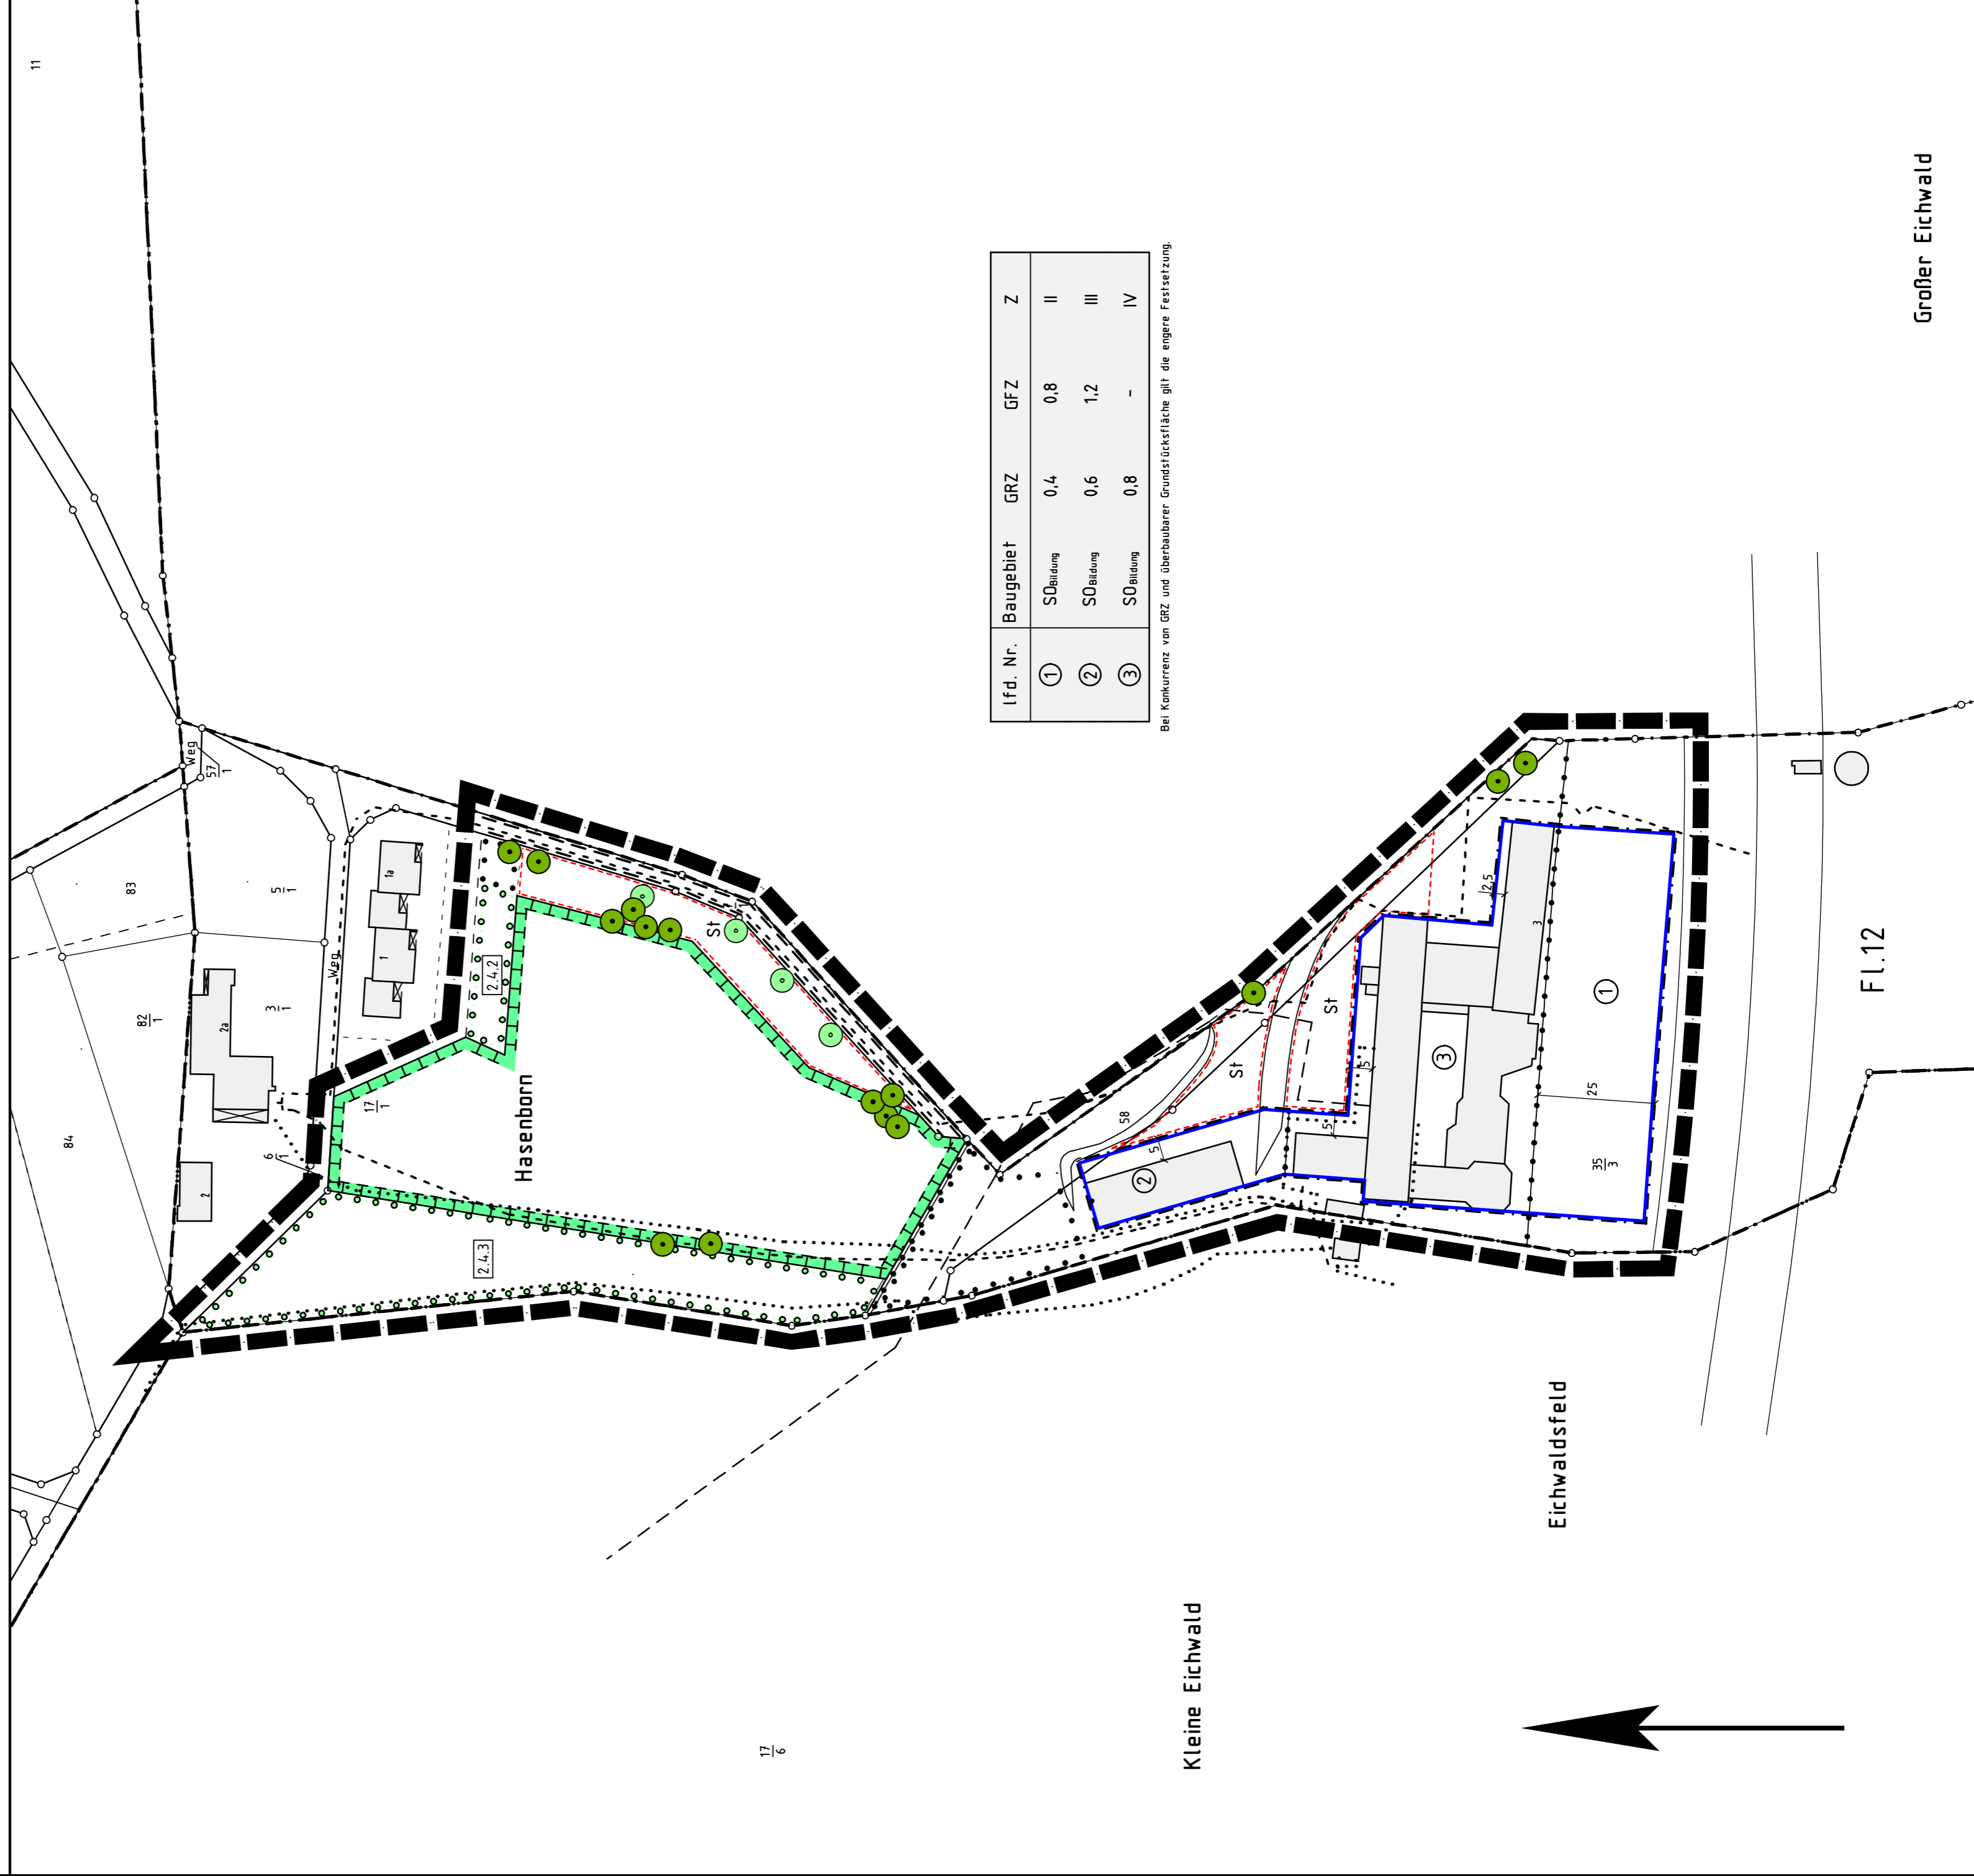 11
83
5
1
82
1
3
1
84
6
1
17
1
57
1
Weg
Weg
1a
1
2a
2
2.4.2
2.4.3
Hasenborn
St
lfd. Nr. Baugebiet GRZ GFZ Z
1 SOBildung 0,4 0,8 II
2 SOBildung 0,6 1,2 III
3 SOBildung 0,8 - IV
Bei Konkurrenz von GRZ und überbaubarer Grundstücksfläche gilt die engere Festsetzung.
58
St
St
5
5
5
2,5
3
25
1
2
3
35
3
Fl.12
Großer Eichwald
Eichwaldsfeld
Kleine Eichwald
17
6